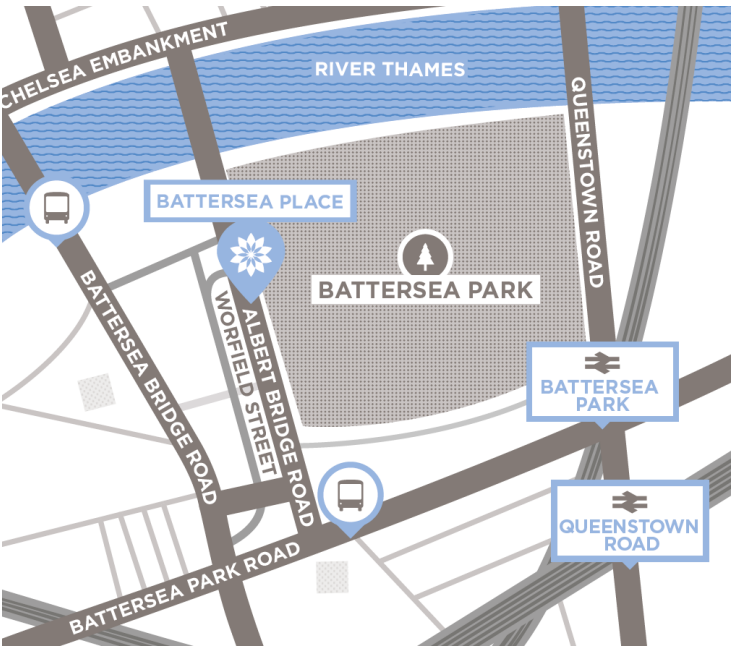 CHELSEA EMBANKMENT
RIVER THAMES
QUEENSTOWN ROAD
BATTERSEA PLACE
BATTERSEA PARK
BATTERSEA BRIDGE ROAD
WORFIELD STREET
ALBERT BRIDGE ROAD
BATTERSEA
PARK
QUEENSTOWN
ROAD
BATTERSEA PARK ROAD